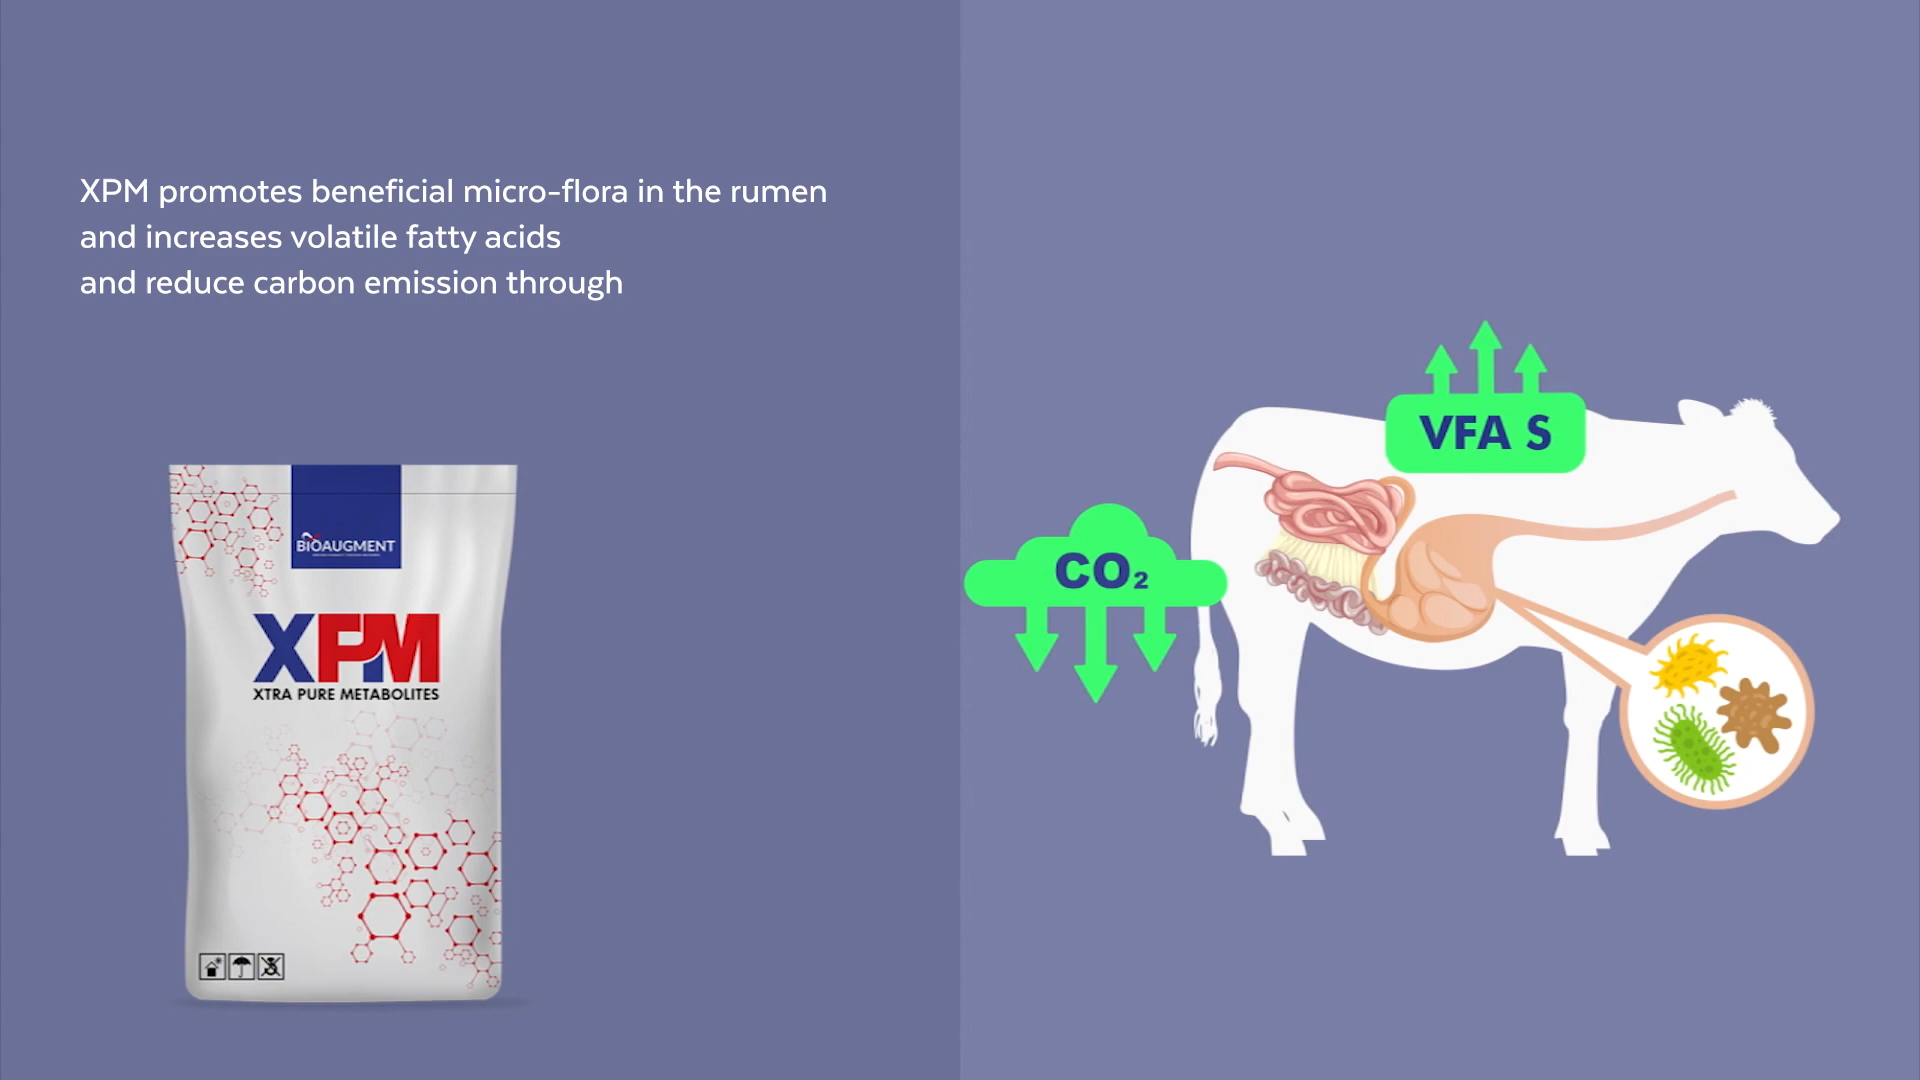 XPM promotes beneficial micro-flora in the rumen
and increases volatile fatty acids
and reduce carbon emission through
BIOAUGMENT
XPM
XTRA PURE METABOLITES
VFA S
CO₂